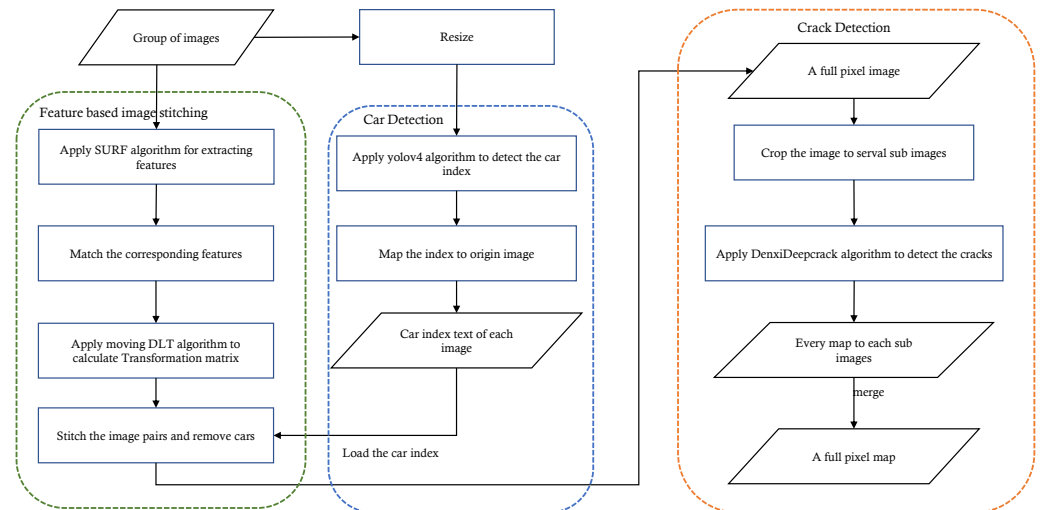 Group of images
Resize
Feature based image stitching
Apply SURF algorithm for extracting
features
Match the corresponding features
Apply moving DLT algorithm to
calculate Transformation matrix
Stitch the image pairs and remove cars
Car Detection
Apply yolov4 algorithm to detect the car
index
Map the index to origin image
Car index text of each
image
Load the car index
Crack Detection
A full pixel image
Crop the image to serval sub images
Apply DenxiDeepcrack algorithm to detect the cracks
Every map to each sub
images
merge
A full pixel map